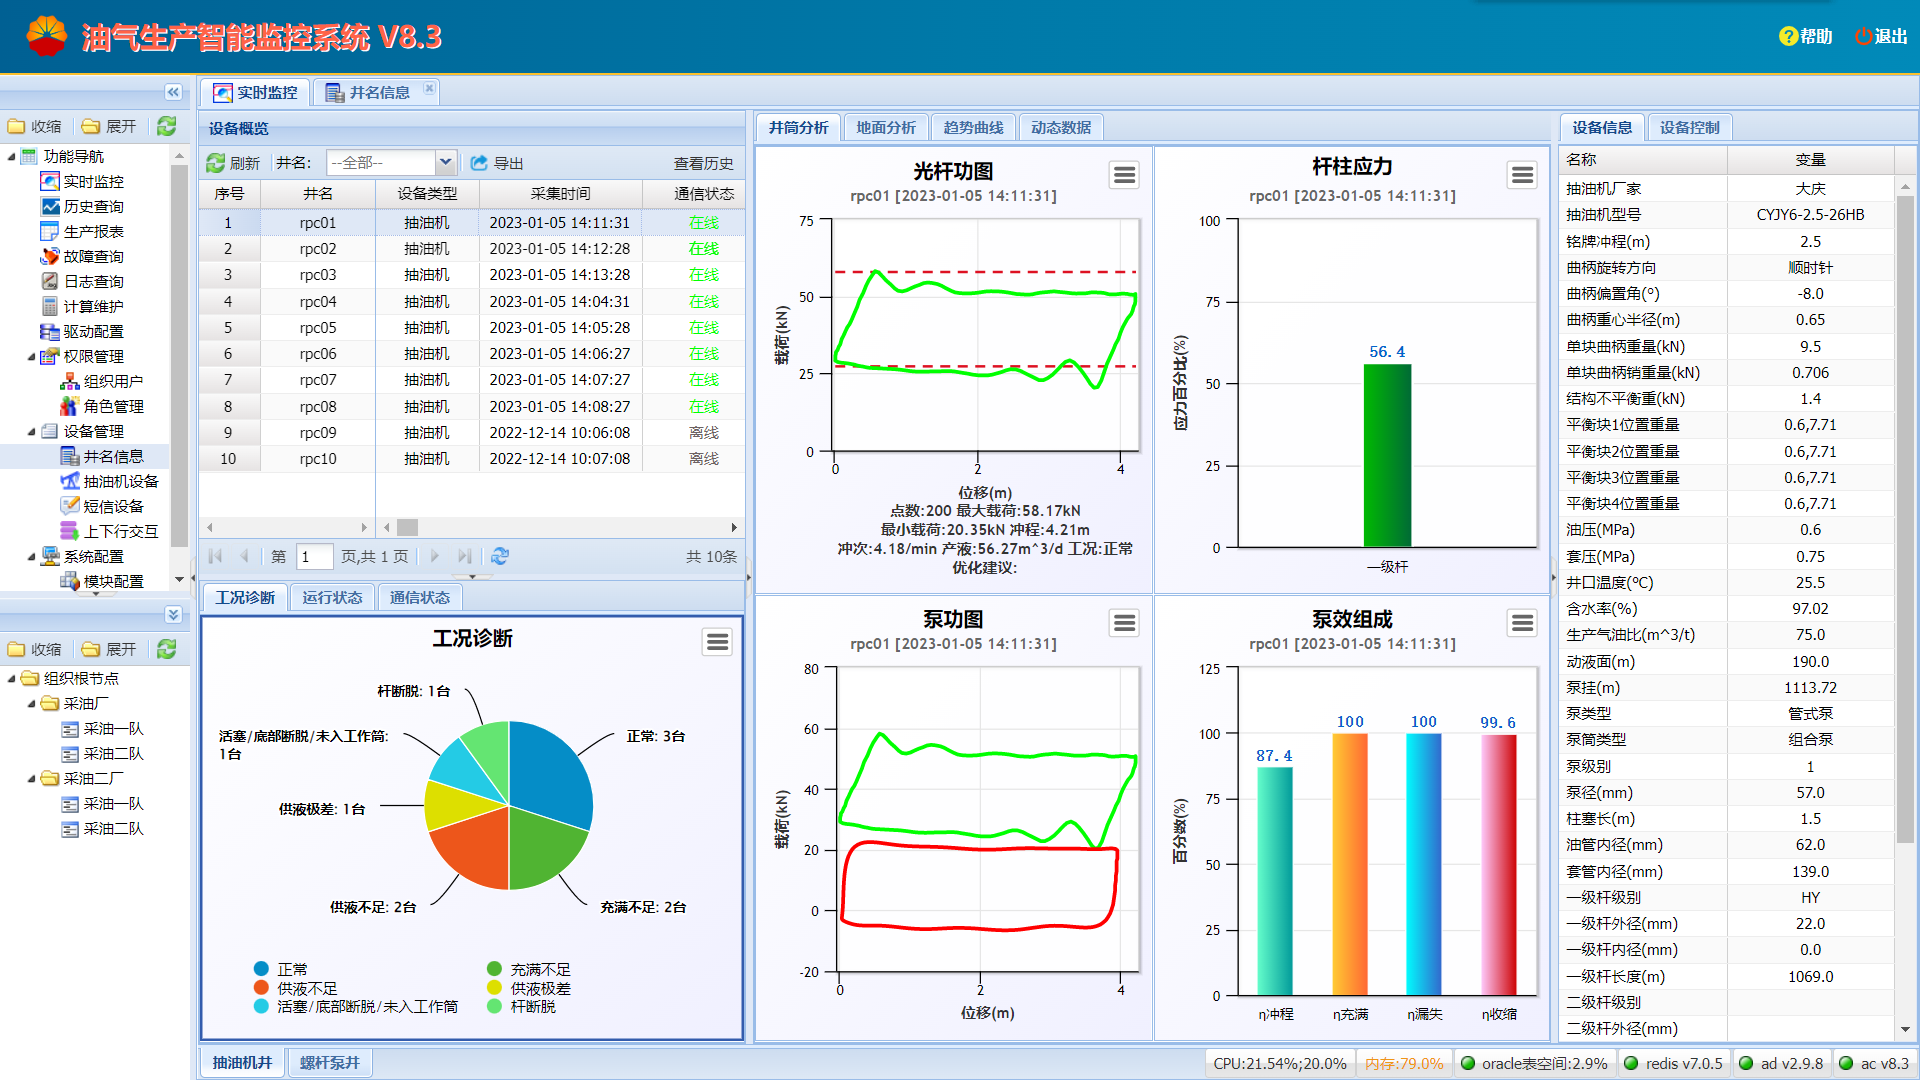 油气生产智能监控系统 V8.3
帮助
退出
实时监控
井名信息
收缩
展开
功能导航
实时监控
历史查询
生产报表
故障查询
日志查询
计算维护
驱动配置
权限管理
组织用户
角色管理
设备管理
井名信息
抽油机设备
短信设备
上下行交互
系统配置
模块配置
收缩
展开
组织根节点
采油厂
采油一队
采油二队
采油二厂
采油一队
采油二队
设备概览
刷新 井名: --全部-- 导出 查看历史
序号 井名 设备类型 采集时间 通信状态
1 rpc01 抽油机 2023-01-05 14:11:31 在线
2 rpc02 抽油机 2023-01-05 14:12:28 在线
3 rpc03 抽油机 2023-01-05 14:13:28 在线
4 rpc04 抽油机 2023-01-05 14:04:31 在线
5 rpc05 抽油机 2023-01-05 14:05:28 在线
6 rpc06 抽油机 2023-01-05 14:06:27 在线
7 rpc07 抽油机 2023-01-05 14:07:27 在线
8 rpc08 抽油机 2023-01-05 14:08:27 在线
9 rpc09 抽油机 2022-12-14 10:06:08 离线
10 rpc10 抽油机 2022-12-14 10:07:08 离线
第 1 页,共 1 页 共 10条
工况诊断 运行状态 通信状态
工况诊断
杆断脱: 1台
活塞/底部断脱/未入工作筒:
1台
正常: 3台
供液极差: 1台
供液不足: 2台
充满不足: 2台
正常 充满不足
供液不足 供液极差
活塞/底部断脱/未入工作筒 杆断脱
抽油机井 螺杆泵井
井筒分析 地面分析 趋势曲线 动态数据
光杆功图
rpc01 [2023-01-05 14:11:31]
75
50
25
0
载荷(kN)
0 2 4
位移(m)
点数:200 最大载荷:58.17kN
最小载荷:20.35kN 冲程:4.21m
冲次:4.18/min 产液:56.27m^3/d 工况:正常
优化建议:
杆柱应力
rpc01 [2023-01-05 14:11:31]
100
75
50
25
0
应力百分比(%)
56.4
一级杆
泵功图
rpc01 [2023-01-05 14:11:31]
80
60
40
20
0
-20
载荷(kN)
0 2 4
位移(m)
泵效组成
rpc01 [2023-01-05 14:11:31]
125
100
75
50
25
0
百分数(%)
87.4 100 100 99.6
η冲程 η充满 η漏失 η收缩
设备信息 设备控制
名称 变量
抽油机厂家 大庆
抽油机型号 CYJY6-2.5-26HB
铭牌冲程(m) 2.5
曲柄旋转方向 顺时针
曲柄偏置角(°) -8.0
曲柄重心半径(m) 0.65
单块曲柄重量(kN) 9.5
单块曲柄销重量(kN) 0.706
结构不平衡重(kN) 1.4
平衡块1位置重量 0.6,7.71
平衡块2位置重量 0.6,7.71
平衡块3位置重量 0.6,7.71
平衡块4位置重量 0.6,7.71
油压(MPa) 0.6
套压(MPa) 0.75
井口温度(℃) 25.5
含水率(%) 97.02
生产气油比(m^3/t) 75.0
动液面(m) 190.0
泵挂(m) 1113.72
泵类型 管式泵
泵筒类型 组合泵
泵级别 1
泵径(mm) 57.0
柱塞长(m) 1.5
油管内径(mm) 62.0
套管内径(mm) 139.0
一级杆级别 HY
一级杆外径(mm) 22.0
一级杆内径(mm) 0.0
一级杆长度(m) 1069.0
二级杆级别
二级杆外径(mm)
CPU:21.54%;20.0% 内存:79.0% oracle表空间:2.9% redis v7.0.5 ad v2.9.8 ac v8.3